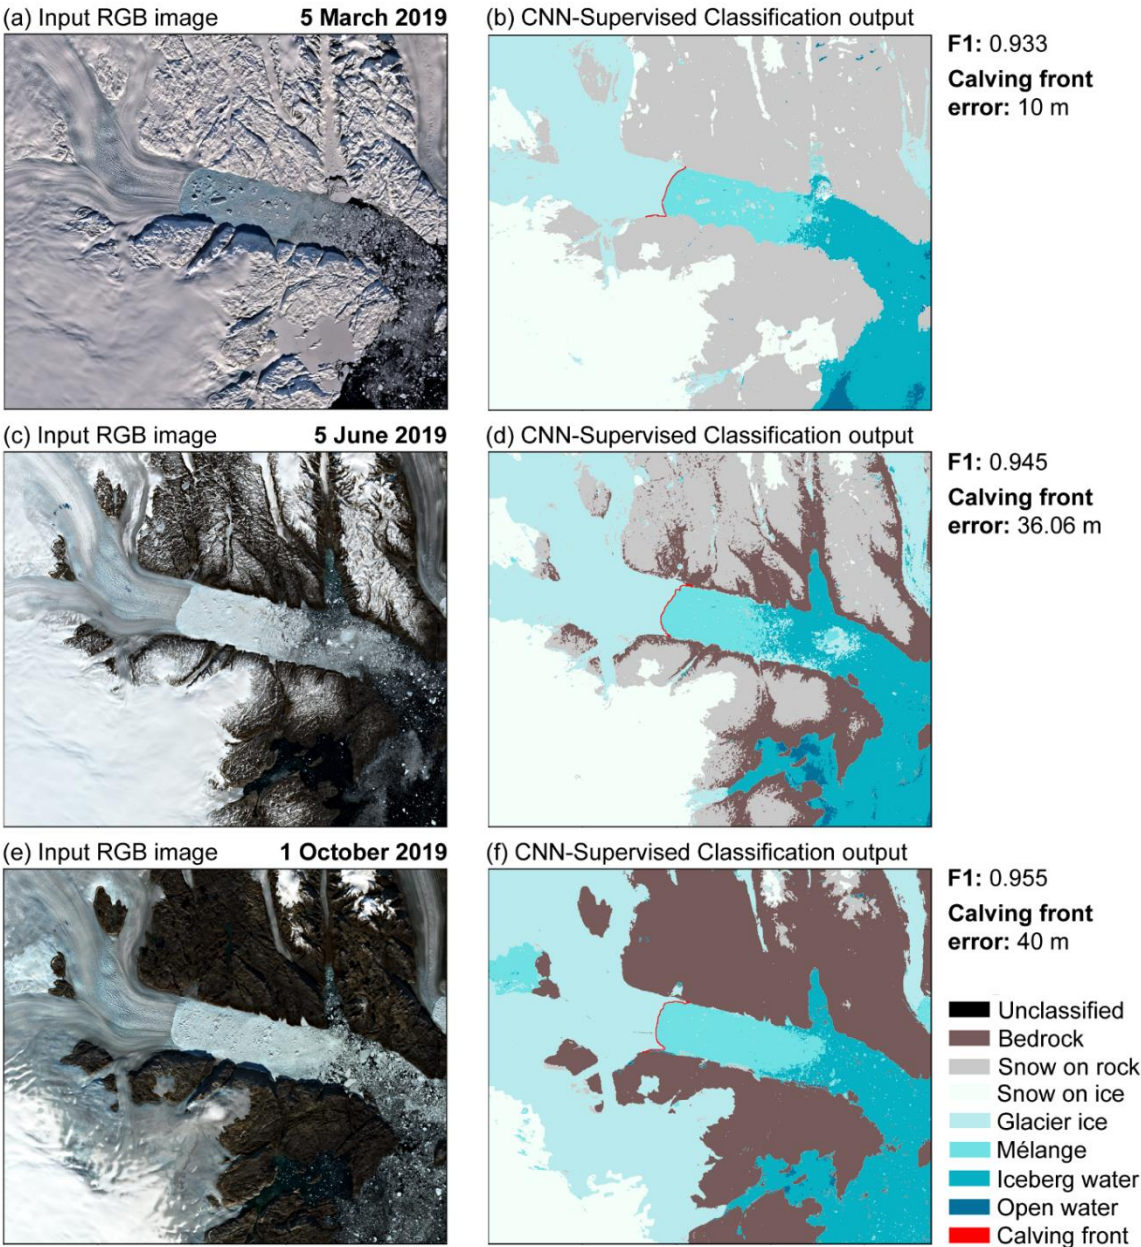 (a) Input RGB image 5 March 2019
(b) CNN-Supervised Classification output
F1: 0.933
Calving front
error: 10 m
(c) Input RGB image 5 June 2019
(d) CNN-Supervised Classification output
F1: 0.945
Calving front
error: 36.06 m
(e) Input RGB image 1 October 2019
(f) CNN-Supervised Classification output
F1: 0.955
Calving front
error: 40 m
Unclassified
Bedrock
Snow on rock
Snow on ice
Glacier ice
Mélange
Iceberg water
Open water
Calving front